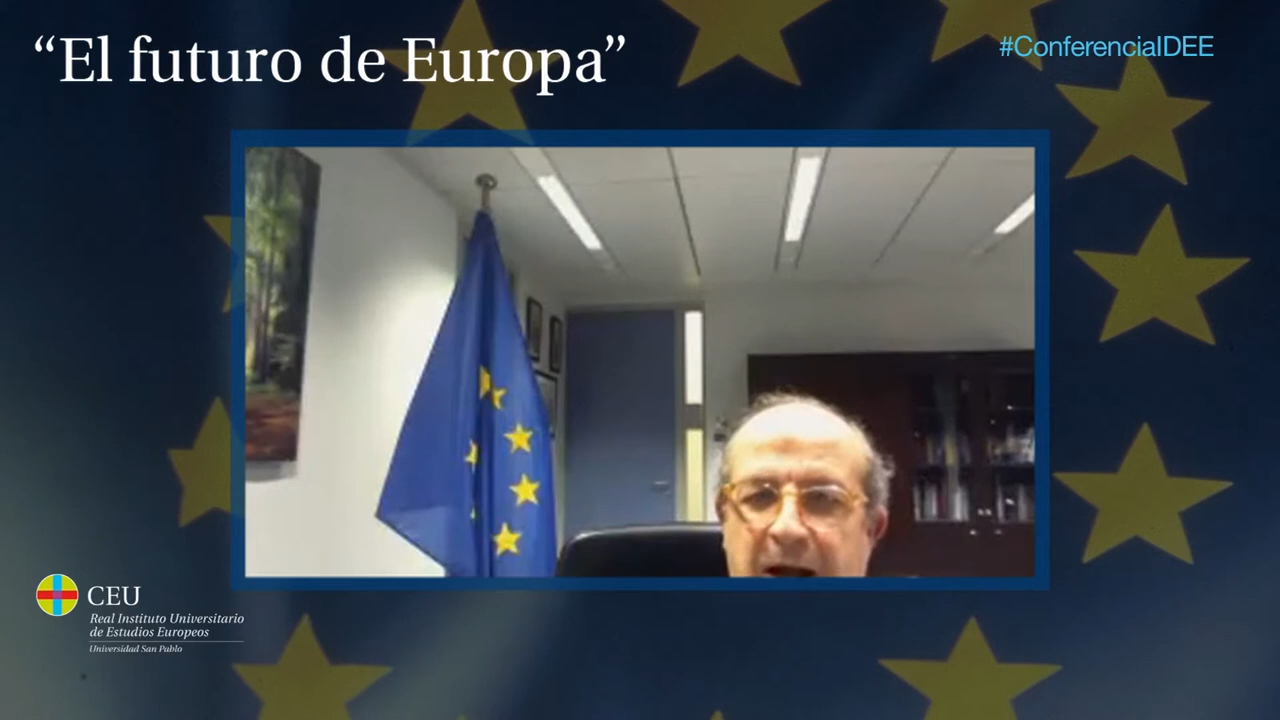 “El futuro de Europa”
#ConferenciaIDEE
CEU
Real Instituto Universitario
de Estudios Europeos
Universidad San Pablo